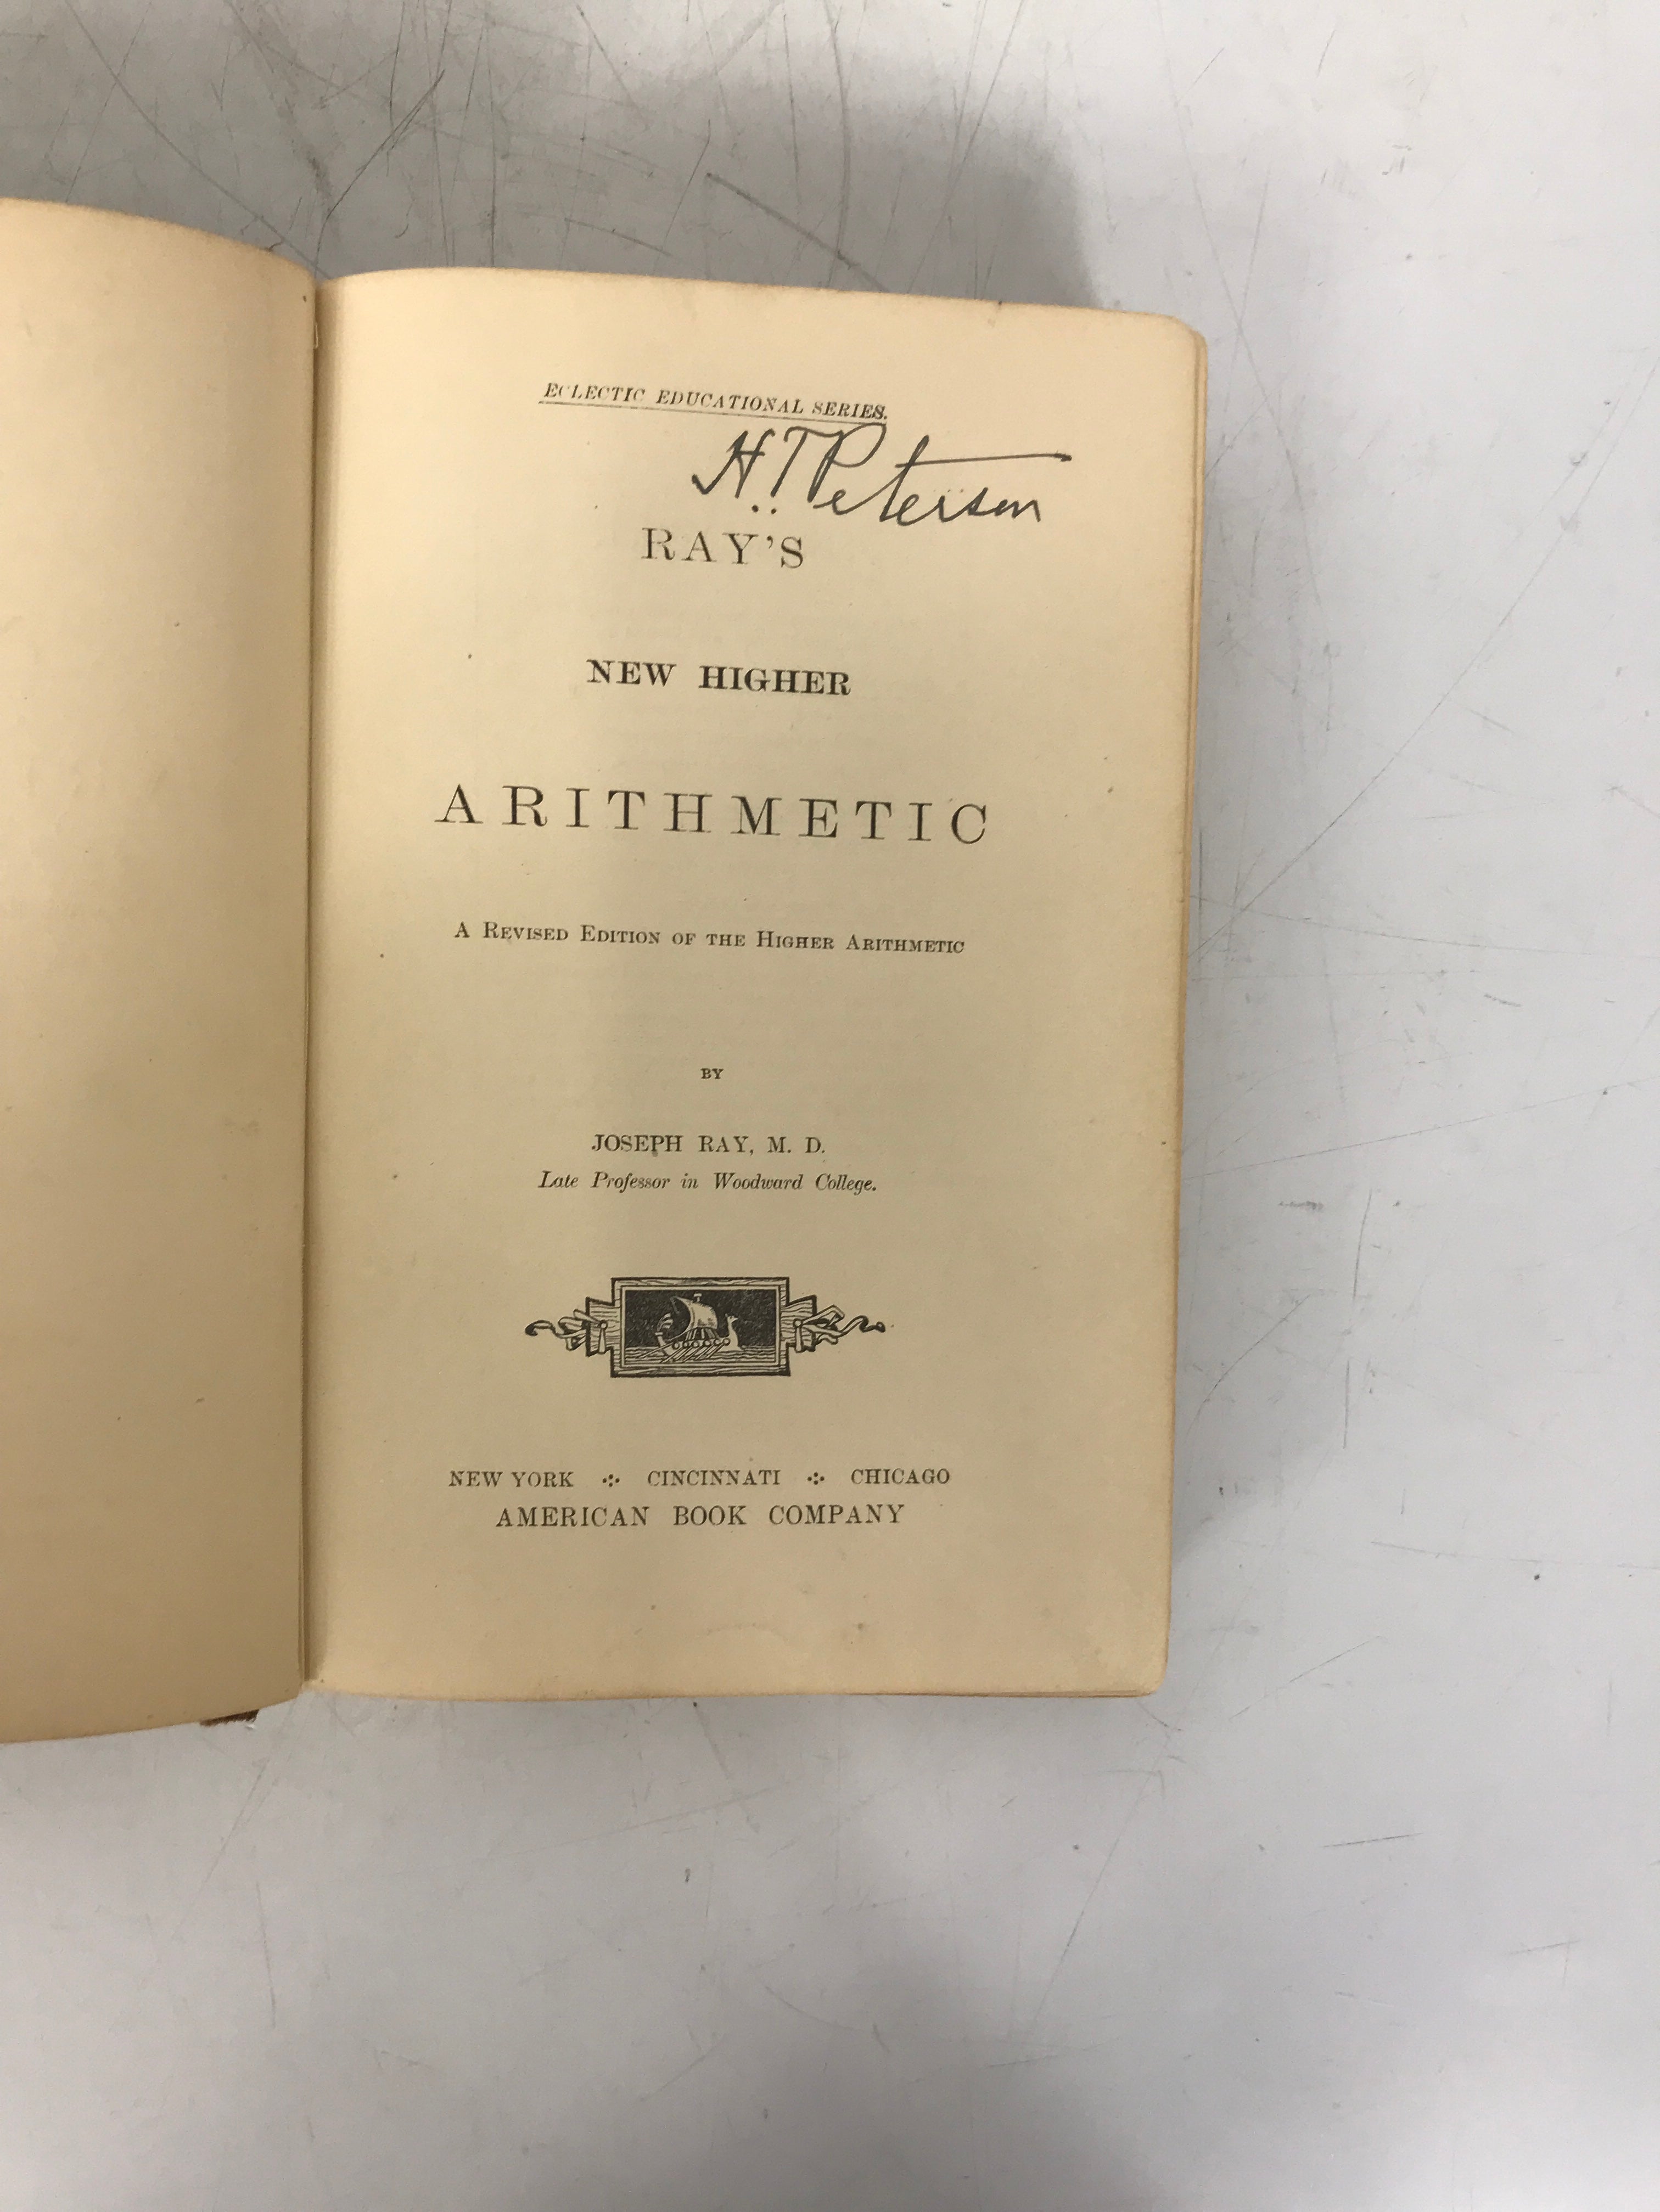 ECLECTIC EDUCATIONAL SERIES.
H. T. Peterson
RAY'S
NEW HIGHER
ARITHMETIC
A REVISED EDITION OF THE HIGHER ARITHMETIC
BY
JOSEPH RAY, M. D.
Late Professor in Woodward College.
NEW YORK ·:· CINCINNATI ·:· CHICAGO
AMERICAN BOOK COMPANY